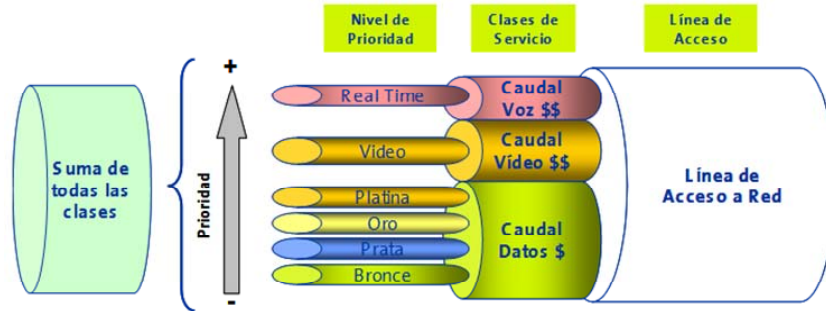 Nivel de
Prioridad
Clases de
Servicio
Línea de
Acceso
+
Prioridad
-
Suma de
todas las
clases
Real Time
Video
Platina
Oro
Prata
Bronce
Caudal
Voz $$
Caudal
Vídeo $$
Caudal
Datos $
Línea de
Acceso a Red